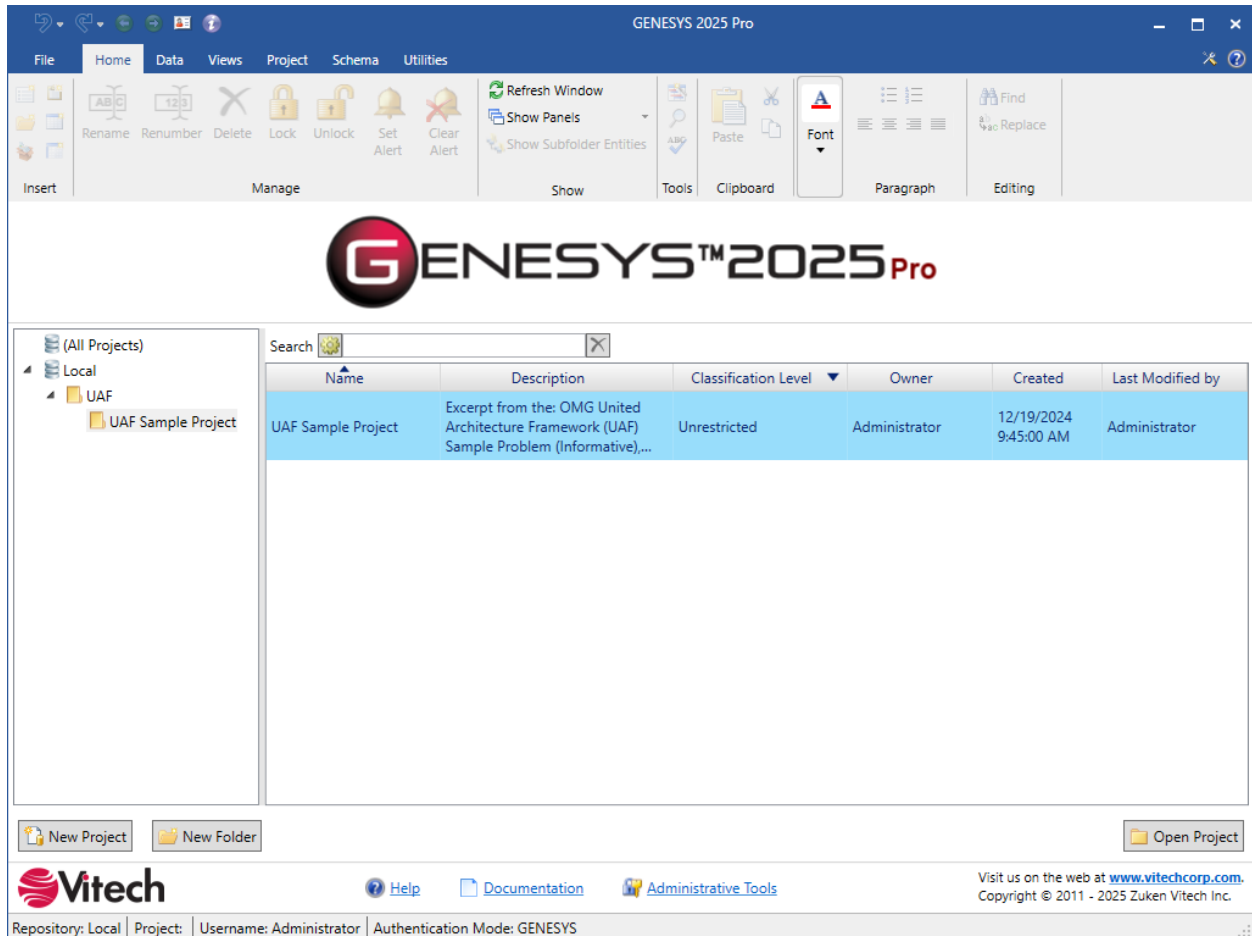 GENESYS 2025 Pro
File Home Data Views Project Schema Utilities
AB|C
Rename
12|3
Renumber
Delete
Lock
Unlock
Set
Alert
Clear
Alert
Refresh Window
Show Panels
Show Subfolder Entities
ABC
Paste
A
Font
Find
Replace
Insert Manage Show Tools Clipboard Paragraph Editing
GENESYS™2025 Pro
(All Projects)
Local
UAF
UAF Sample Project
Search
Name Description Classification Level Owner Created Last Modified by
UAF Sample Project
Excerpt from the: OMG United
Architecture Framework (UAF)
Sample Problem (Informative),...
Unrestricted
Administrator
12/19/2024
9:45:00 AM
Administrator
New Project New Folder Open Project
Vitech
Help Documentation Administrative Tools
Visit us on the web at www.vitechcorp.com.
Copyright © 2011 - 2025 Zuken Vitech Inc.
Repository: Local Project: Username: Administrator Authentication Mode: GENESYS